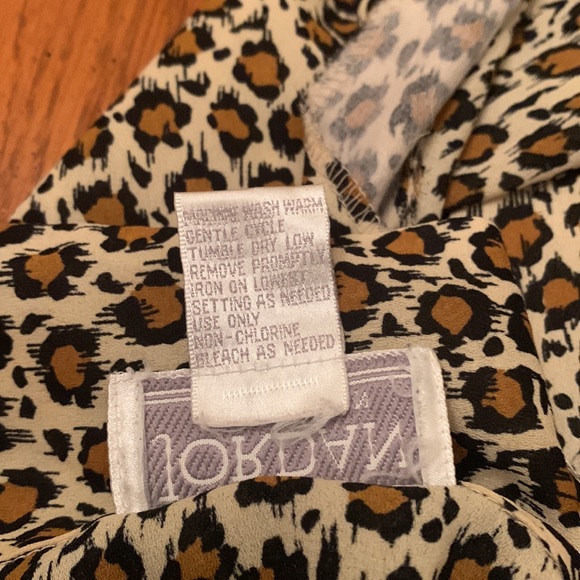 MACHINE WASH WARM
GENTLE CYCLE
TUMBLE DRY LOW
REMOVE PROMPTLY
IRON ON LOWEST
SETTING AS NEEDED
USE ONLY
NON-CHLORINE
BLEACH AS NEEDED
JORDAN